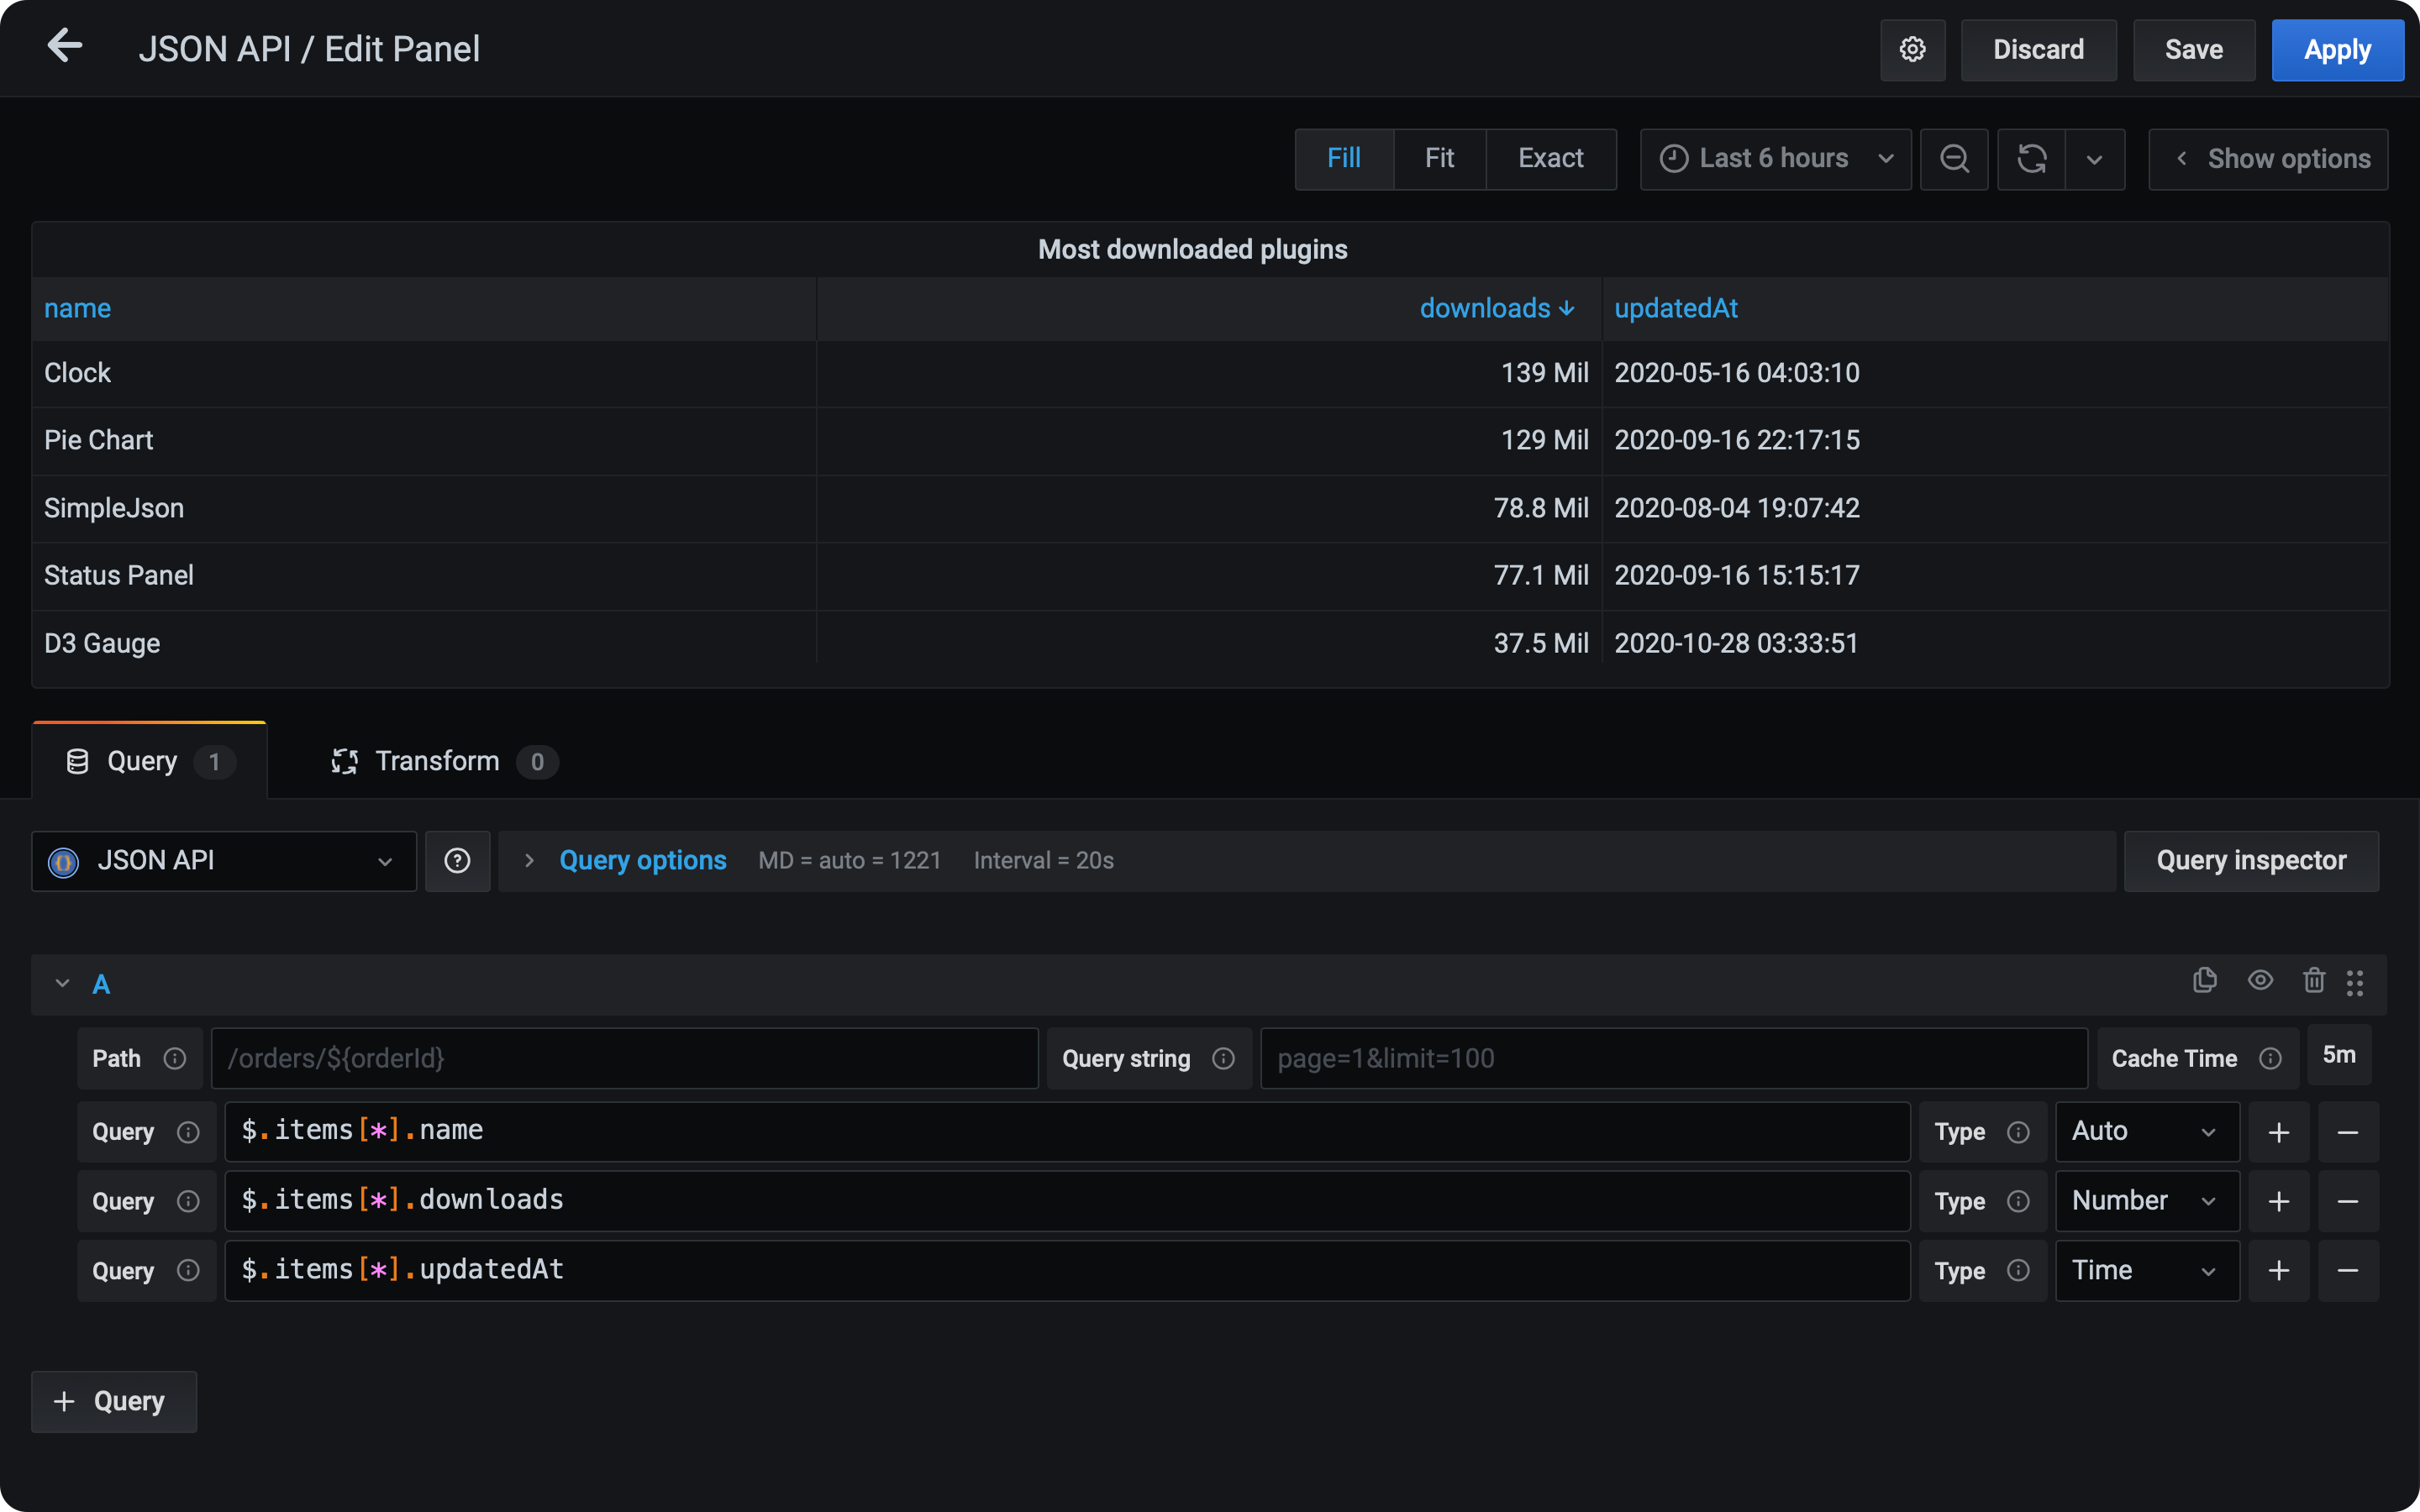 JSON API / Edit Panel Discard Save Apply
Fill Fit Exact Last 6 hours Show options
Most downloaded plugins
name downloads updatedAt
Clock 139 Mil 2020-05-16 04:03:10
Pie Chart 129 Mil 2020-09-16 22:17:15
SimpleJson 78.8 Mil 2020-08-04 19:07:42
Status Panel 77.1 Mil 2020-09-16 15:15:17
D3 Gauge 37.5 Mil 2020-10-28 03:33:51
Query 1 Transform 0
JSON API Query options MD = auto = 1221 Interval = 20s Query inspector
A
Path /orders/${orderId} Query string page=1&limit=100 Cache Time 5m
Query $.items[*].name Type Auto + −
Query $.items[*].downloads Type Number + −
Query $.items[*].updatedAt Type Time + −
+ Query